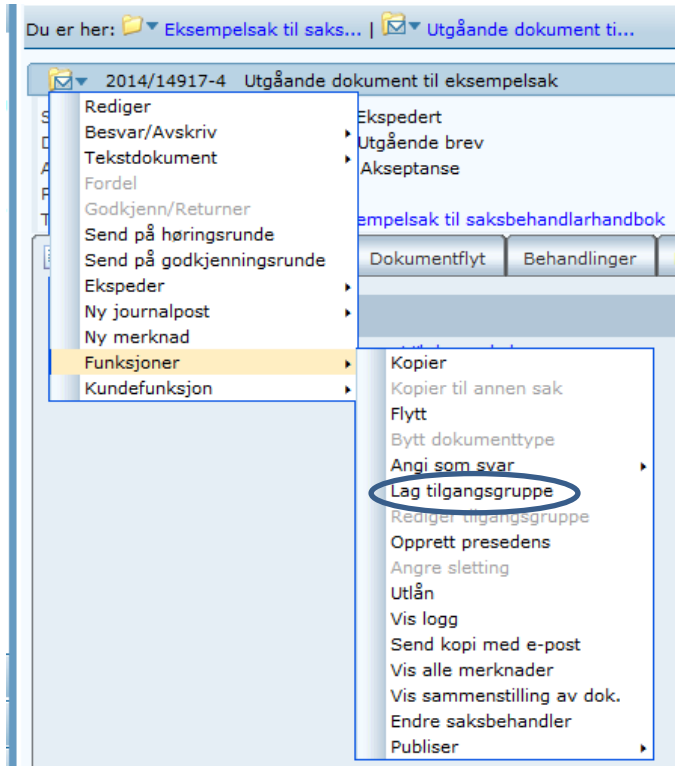 Du er her: Eksempelsak til saks... | Utgåande dokument ti...
2014/14917-4 Utgåande dokument til eksempelsak
Rediger
Besvar/Avskriv
Tekstdokument
Fordel
Godkjenn/Returner
Send på høringsrunde
Send på godkjenningsrunde
Ekspeder
Ny journalpost
Ny merknad
Funksjoner
Kundefunksjon
Ekspedert
Utgående brev
Akseptanse
empelsak til saksbehandlarhandbok
Dokumentflyt Behandlinger
Kopier
Kopier til annen sak
Flytt
Bytt dokumenttype
Angi som svar
Lag tilgangsgruppe
Rediger tilgangsgruppe
Opprett presedens
Angre sletting
Utlån
Vis logg
Send kopi med e-post
Vis alle merknader
Vis sammenstilling av dok.
Endre saksbehandler
Publiser